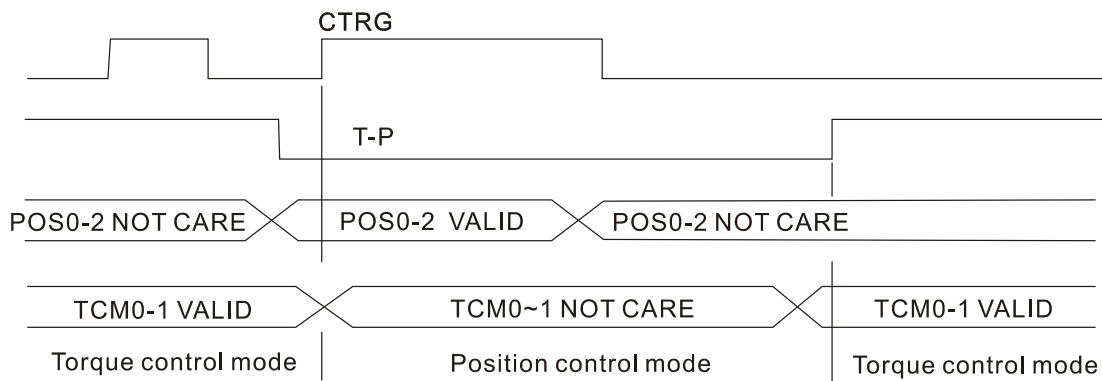 CTRG
T-P
POS0-2 NOT CARE POS0-2 VALID POS0-2 NOT CARE
TCM0-1 VALID TCM0~1 NOT CARE TCM0-1 VALID
Torque control mode Position control mode Torque control mode